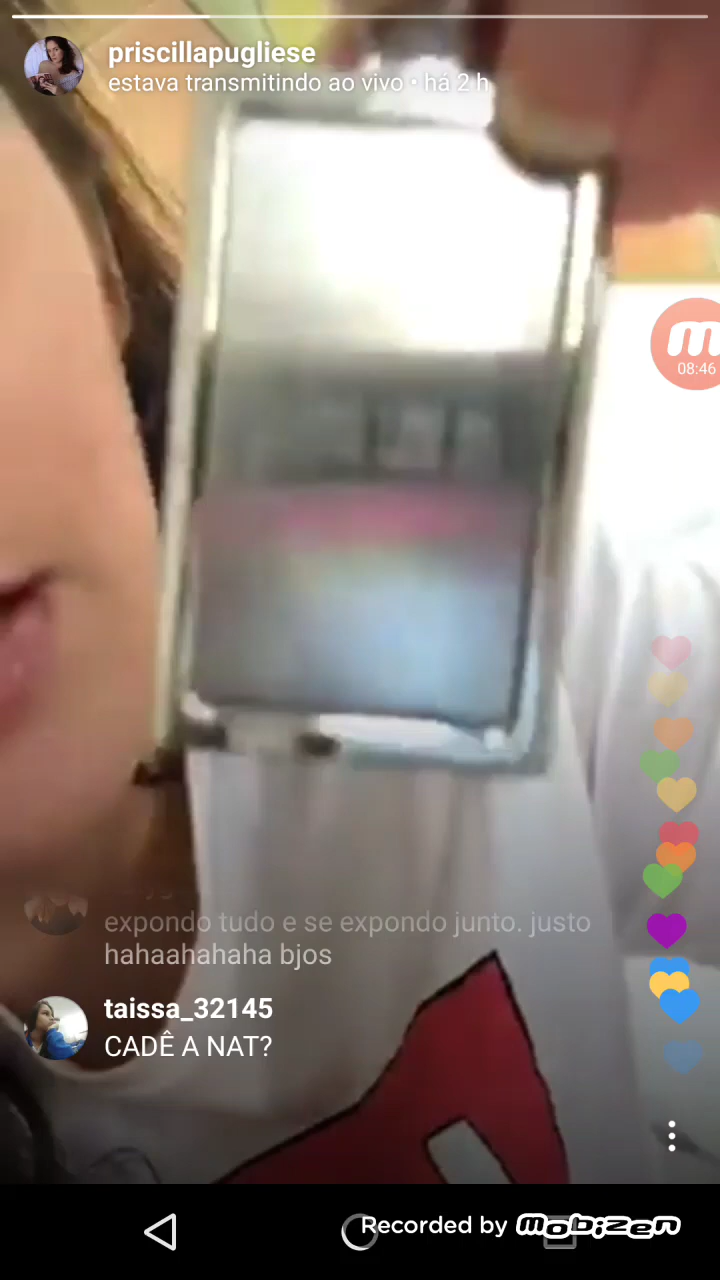 priscillapugliese
estava transmitindo ao vivo • há 2 h
m
08:46
expondo tudo e se expondo junto. justo
hahaahahaha bjos
taissa_32145
CADÊ A NAT?
Recorded by mobizen